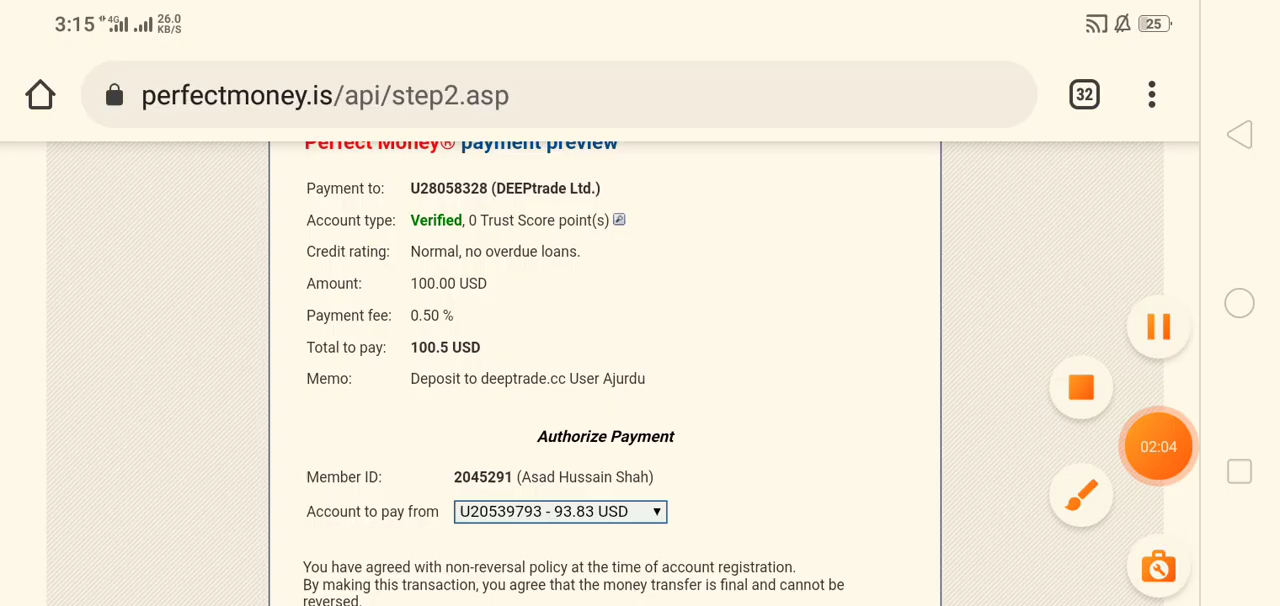 3:15 4G 26.0 KB/S 25
perfectmoney.is/api/step2.asp 32
Perfect Money® payment preview
Payment to: U28058328 (DEEPtrade Ltd.)
Account type: Verified, 0 Trust Score point(s)
Credit rating: Normal, no overdue loans.
Amount: 100.00 USD
Payment fee: 0.50 %
Total to pay: 100.5 USD
Memo: Deposit to deeptrade.cc User Ajurdu
Authorize Payment
02:04
Member ID: 2045291 (Asad Hussain Shah)
Account to pay from U20539793 - 93.83 USD
You have agreed with non-reversal policy at the time of account registration.
By making this transaction, you agree that the money transfer is final and cannot be
reversed.